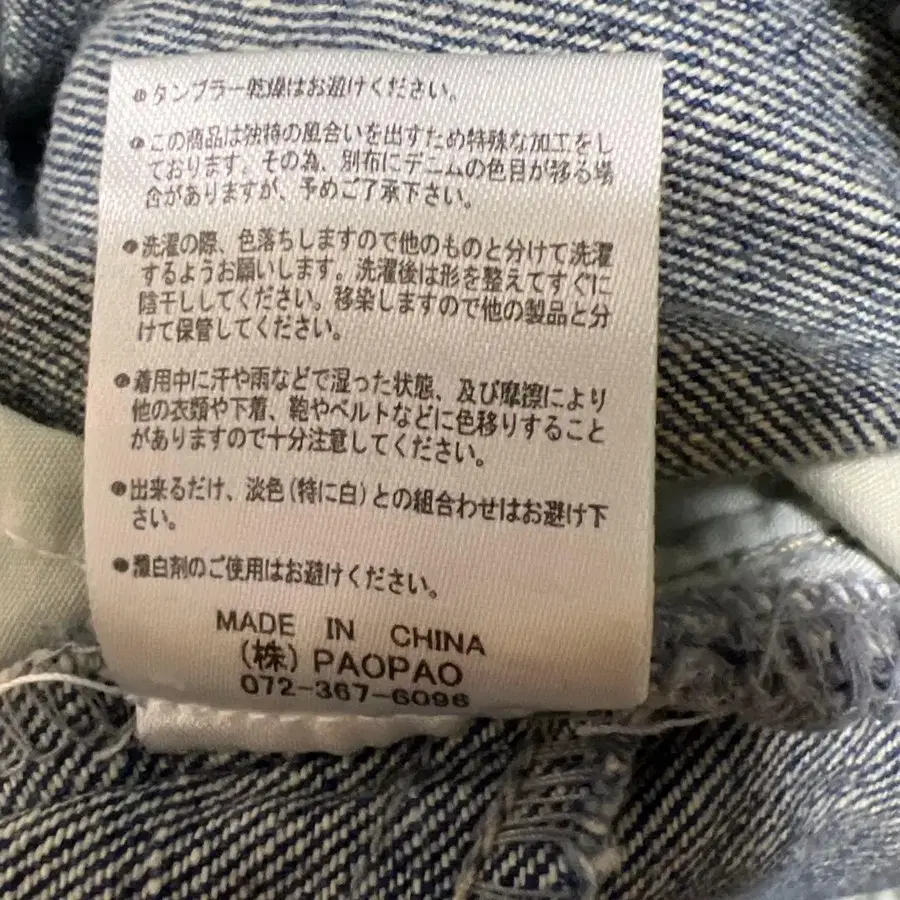 ●タンブラー乾燥はお避けください。
●この商品は独特の風合いを出すため特殊な加工をし
ております。その為、別布にデニムの色目が移る場
合がありますが、予めご了承下さい。
●洗濯の際、色落ちしますので他のものと分けて洗濯
するようお願いします。洗濯後は形を整えてすぐに
陰干ししてください。移染しますので他の製品と分
けて保管してください。
●着用中に汗や雨などで湿った状態、及び摩擦により
他の衣類や下着、鞄やベルトなどに色移りすること
がありますので十分注意してください。
●出来るだけ、淡色(特に白)との組合わせはお避け下
さい。
●漂白剤のご使用はお避けください。
MADE IN CHINA
(株) PAOPAO
072-367-6096